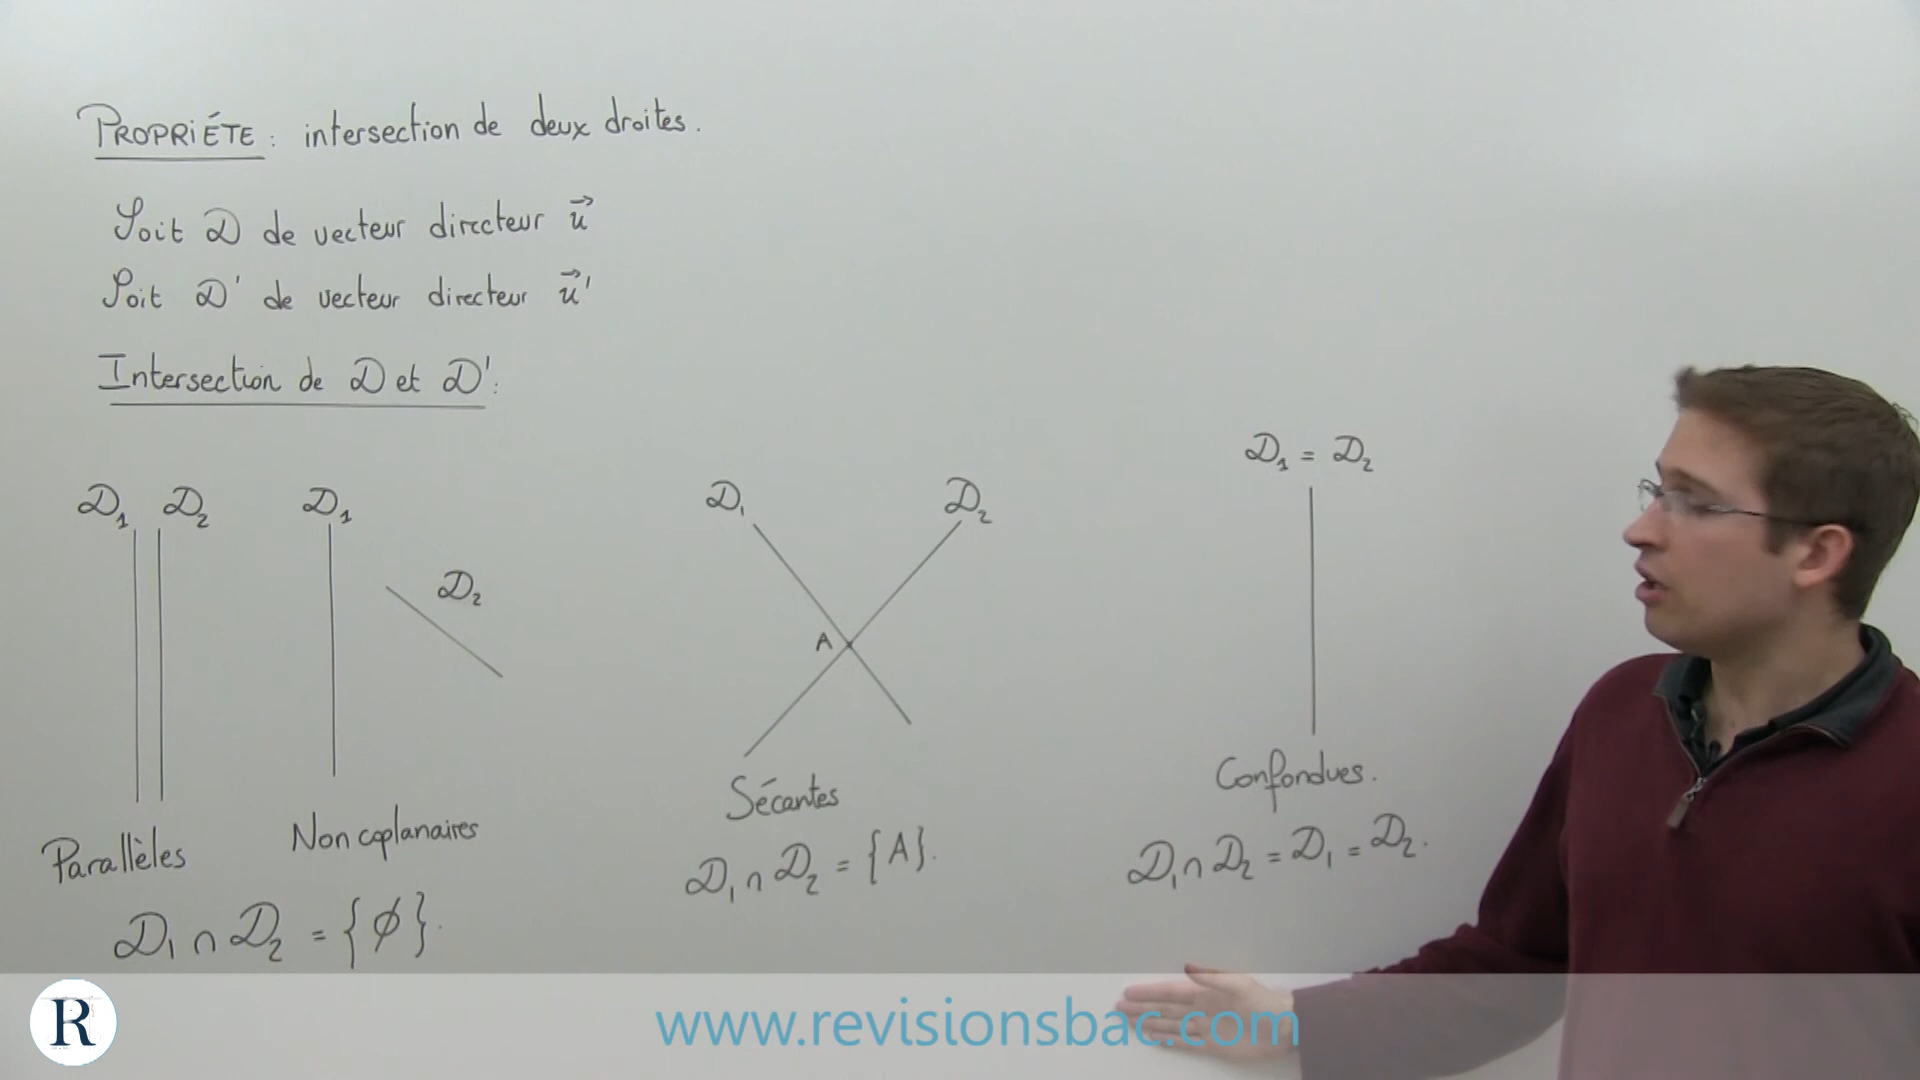 PROPRIÉTE : intersection de deux droites.
Soit D de vecteur directeur u⃗
Soit D' de vecteur directeur u⃗'
Intersection de D et D' :
D₁ D₂
D₁
D₂
Parallèles
Non coplanaires
D₁ ∩ D₂ = {∅}.
D₁
D₂
A
Sécantes
D₁ ∩ D₂ = {A}.
D₁ = D₂
Confondues.
D₁ ∩ D₂ = D₁ = D₂.
R
www.revisionsbac.com